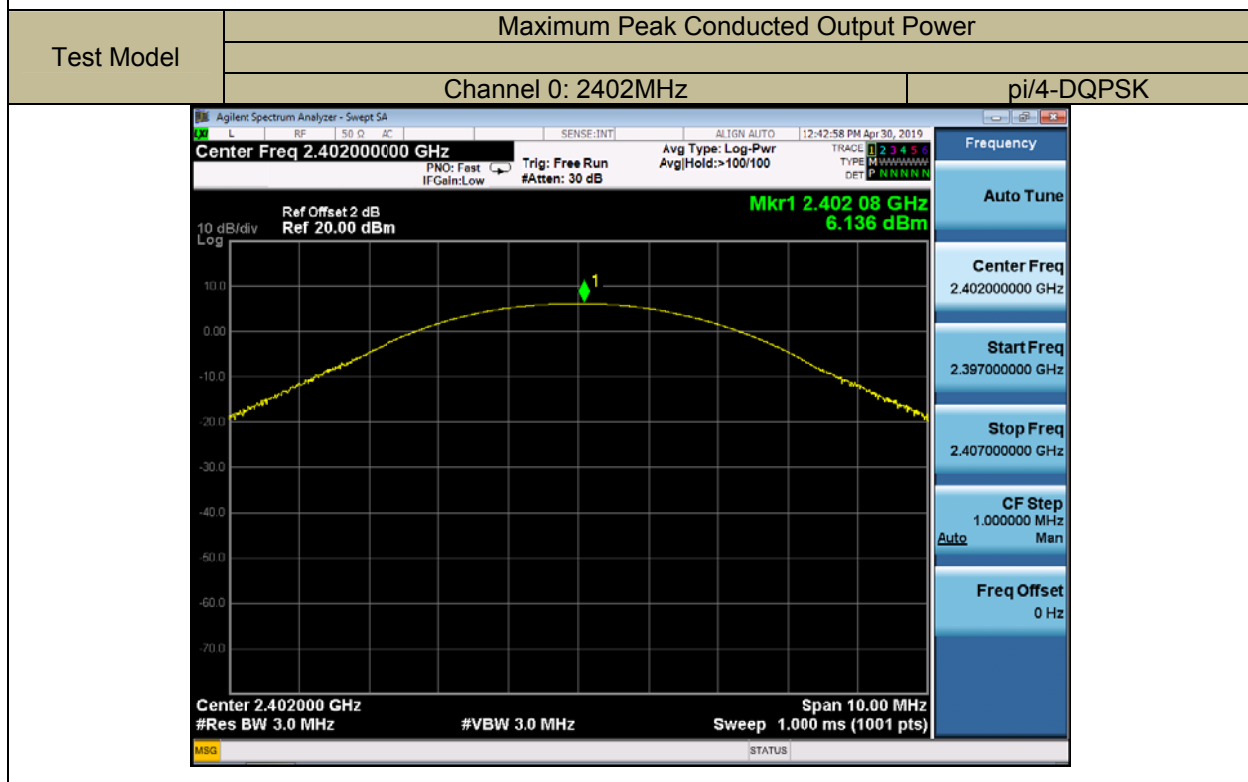 Test Model
Maximum Peak Conducted Output Power
Channel 0: 2402MHz
pi/4-DQPSK
Agilent Spectrum Analyzer - Swept SA
LXI L RF 50 Ω AC SENSE:INT ALIGN AUTO 12:42:58 PM Apr 30, 2019
Center Freq 2.402000000 GHz
PNO: Fast
IFGain:Low
Trig: Free Run
#Atten: 30 dB
Avg Type: Log-Pwr
Avg|Hold:>100/100
TRACE 1 2 3 4 5 6
TYPE M WWWWW
DET P N N N N N
Mkr1 2.402 08 GHz
6.136 dBm
Ref Offset 2 dB
10 dB/div Ref 20.00 dBm
Log
1
10.0
0.00
-10.0
-20.0
-30.0
-40.0
-50.0
-60.0
-70.0
Center 2.402000 GHz Span 10.00 MHz
#Res BW 3.0 MHz #VBW 3.0 MHz Sweep 1.000 ms (1001 pts)
MSG STATUS
Frequency
Auto Tune
Center Freq
2.402000000 GHz
Start Freq
2.397000000 GHz
Stop Freq
2.407000000 GHz
CF Step
1.000000 MHz
Auto Man
Freq Offset
0 Hz